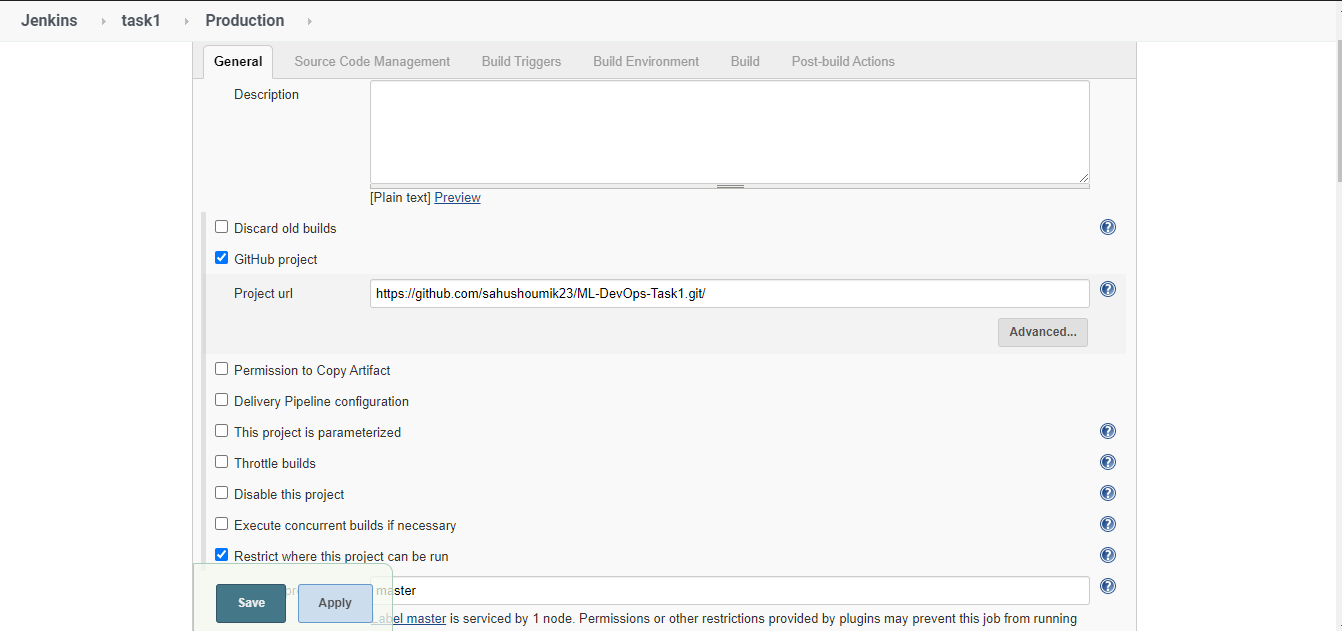 Jenkins task1 Production
General Source Code Management Build Triggers Build Environment Build Post-build Actions
Description
[Plain text] Preview
Discard old builds
GitHub project
Project url https://github.com/sahushoumik23/ML-DevOps-Task1.git/
Advanced...
Permission to Copy Artifact
Delivery Pipeline configuration
This project is parameterized
Throttle builds
Disable this project
Execute concurrent builds if necessary
Restrict where this project can be run
master
Save Apply
Label master is serviced by 1 node. Permissions or other restrictions provided by plugins may prevent this job from running